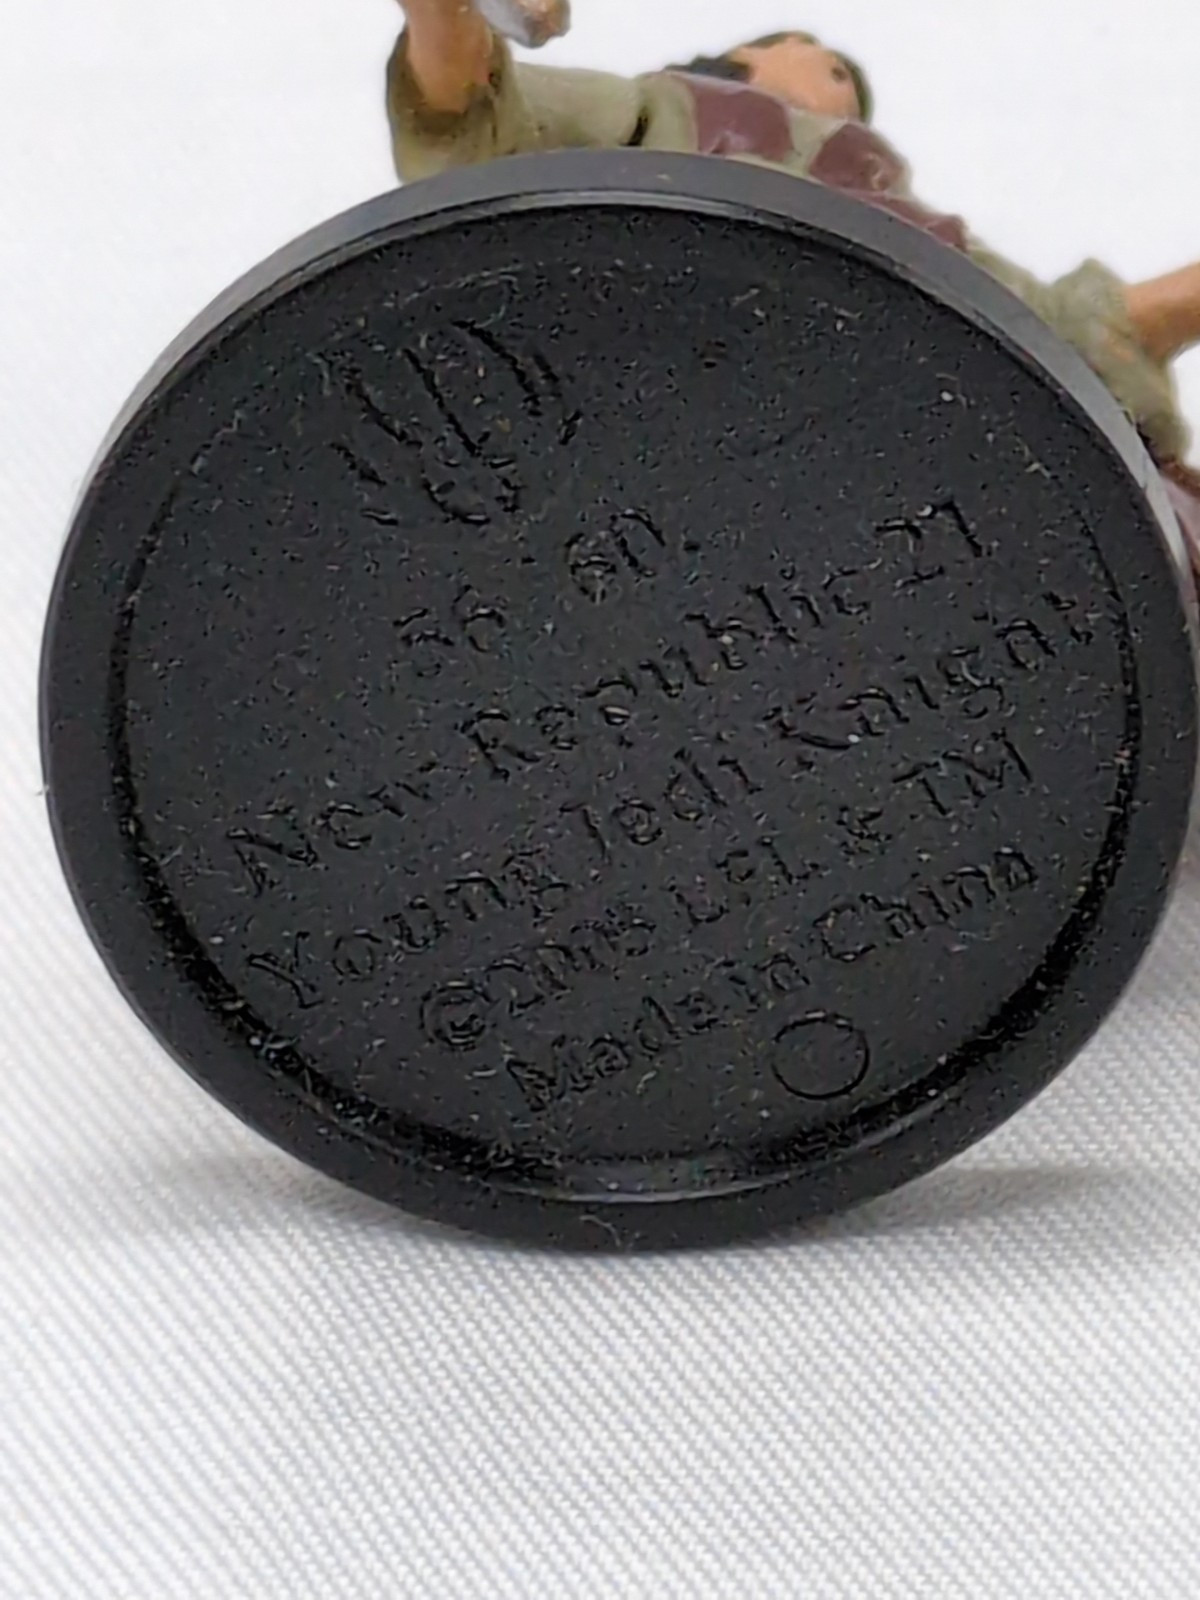 56 60
New Republic 27
Young Jedi Knight
©2005 LFL & TM
Made in China